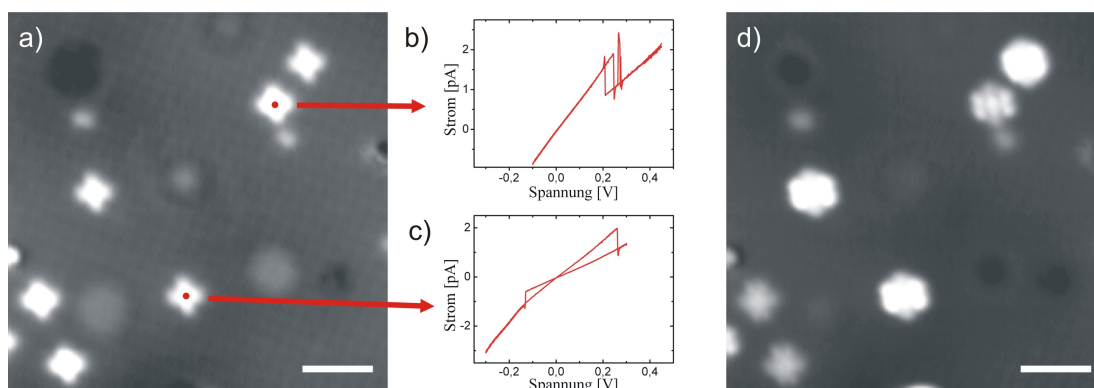 a)
b)
Strom [pA]
2
1
0
-0,2 0,0 0,2 0,4
Spannung [V]
c)
Strom [pA]
2
0
-2
-0,2 0,0 0,2 0,4
Spannung [V]
d)